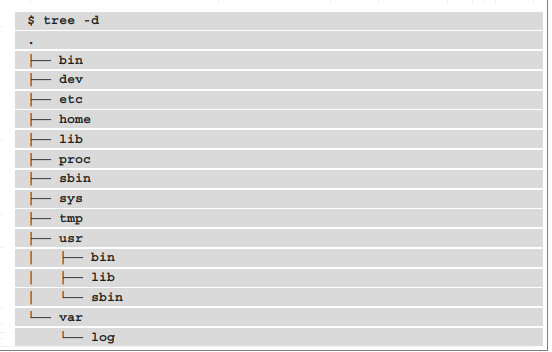 $ tree -d
.
├── bin
├── dev
├── etc
├── home
├── lib
├── proc
├── sbin
├── sys
├── tmp
├── usr
│   ├── bin
│   ├── lib
│   └── sbin
└── var
    └── log